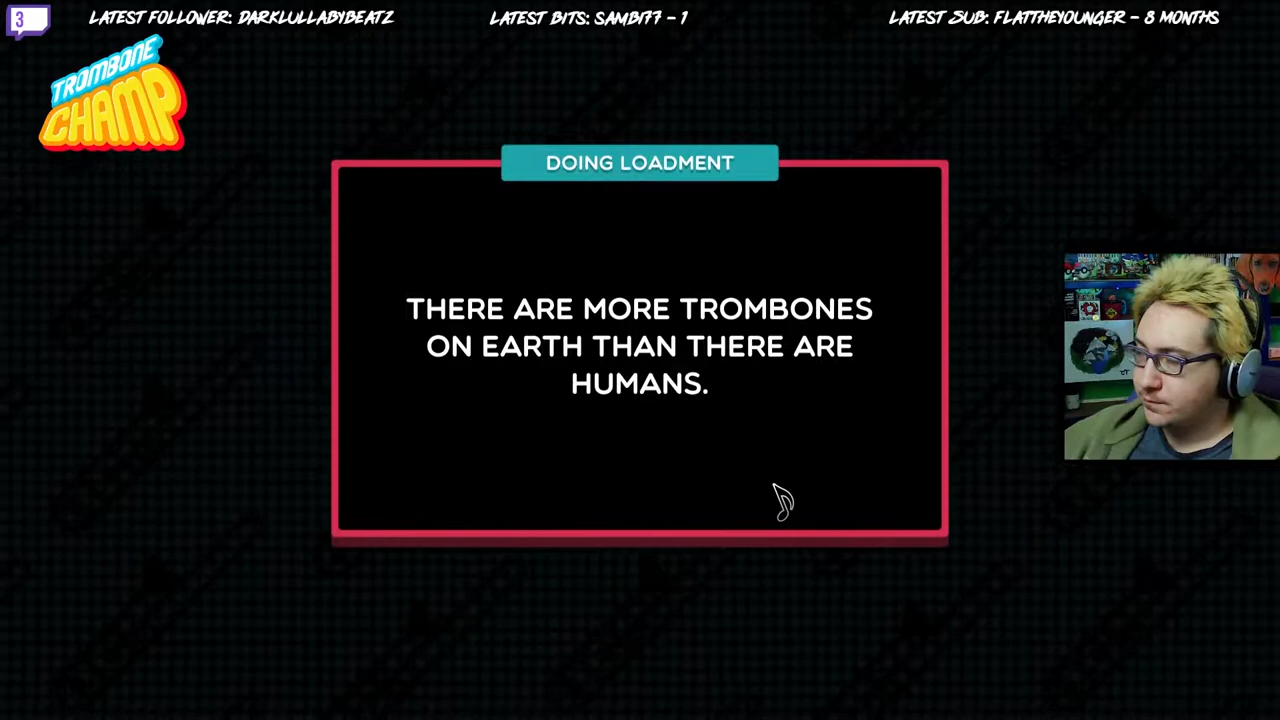 3
LATEST FOLLOWER: DARKLULLABYBEATZ
LATEST BITS: SAMBI77 - 1
LATEST SUB: FLATTHEYOUNGER - 8 MONTHS
TROMBONE
CHAMP
DOING LOADMENT
THERE ARE MORE TROMBONES
ON EARTH THAN THERE ARE
HUMANS.